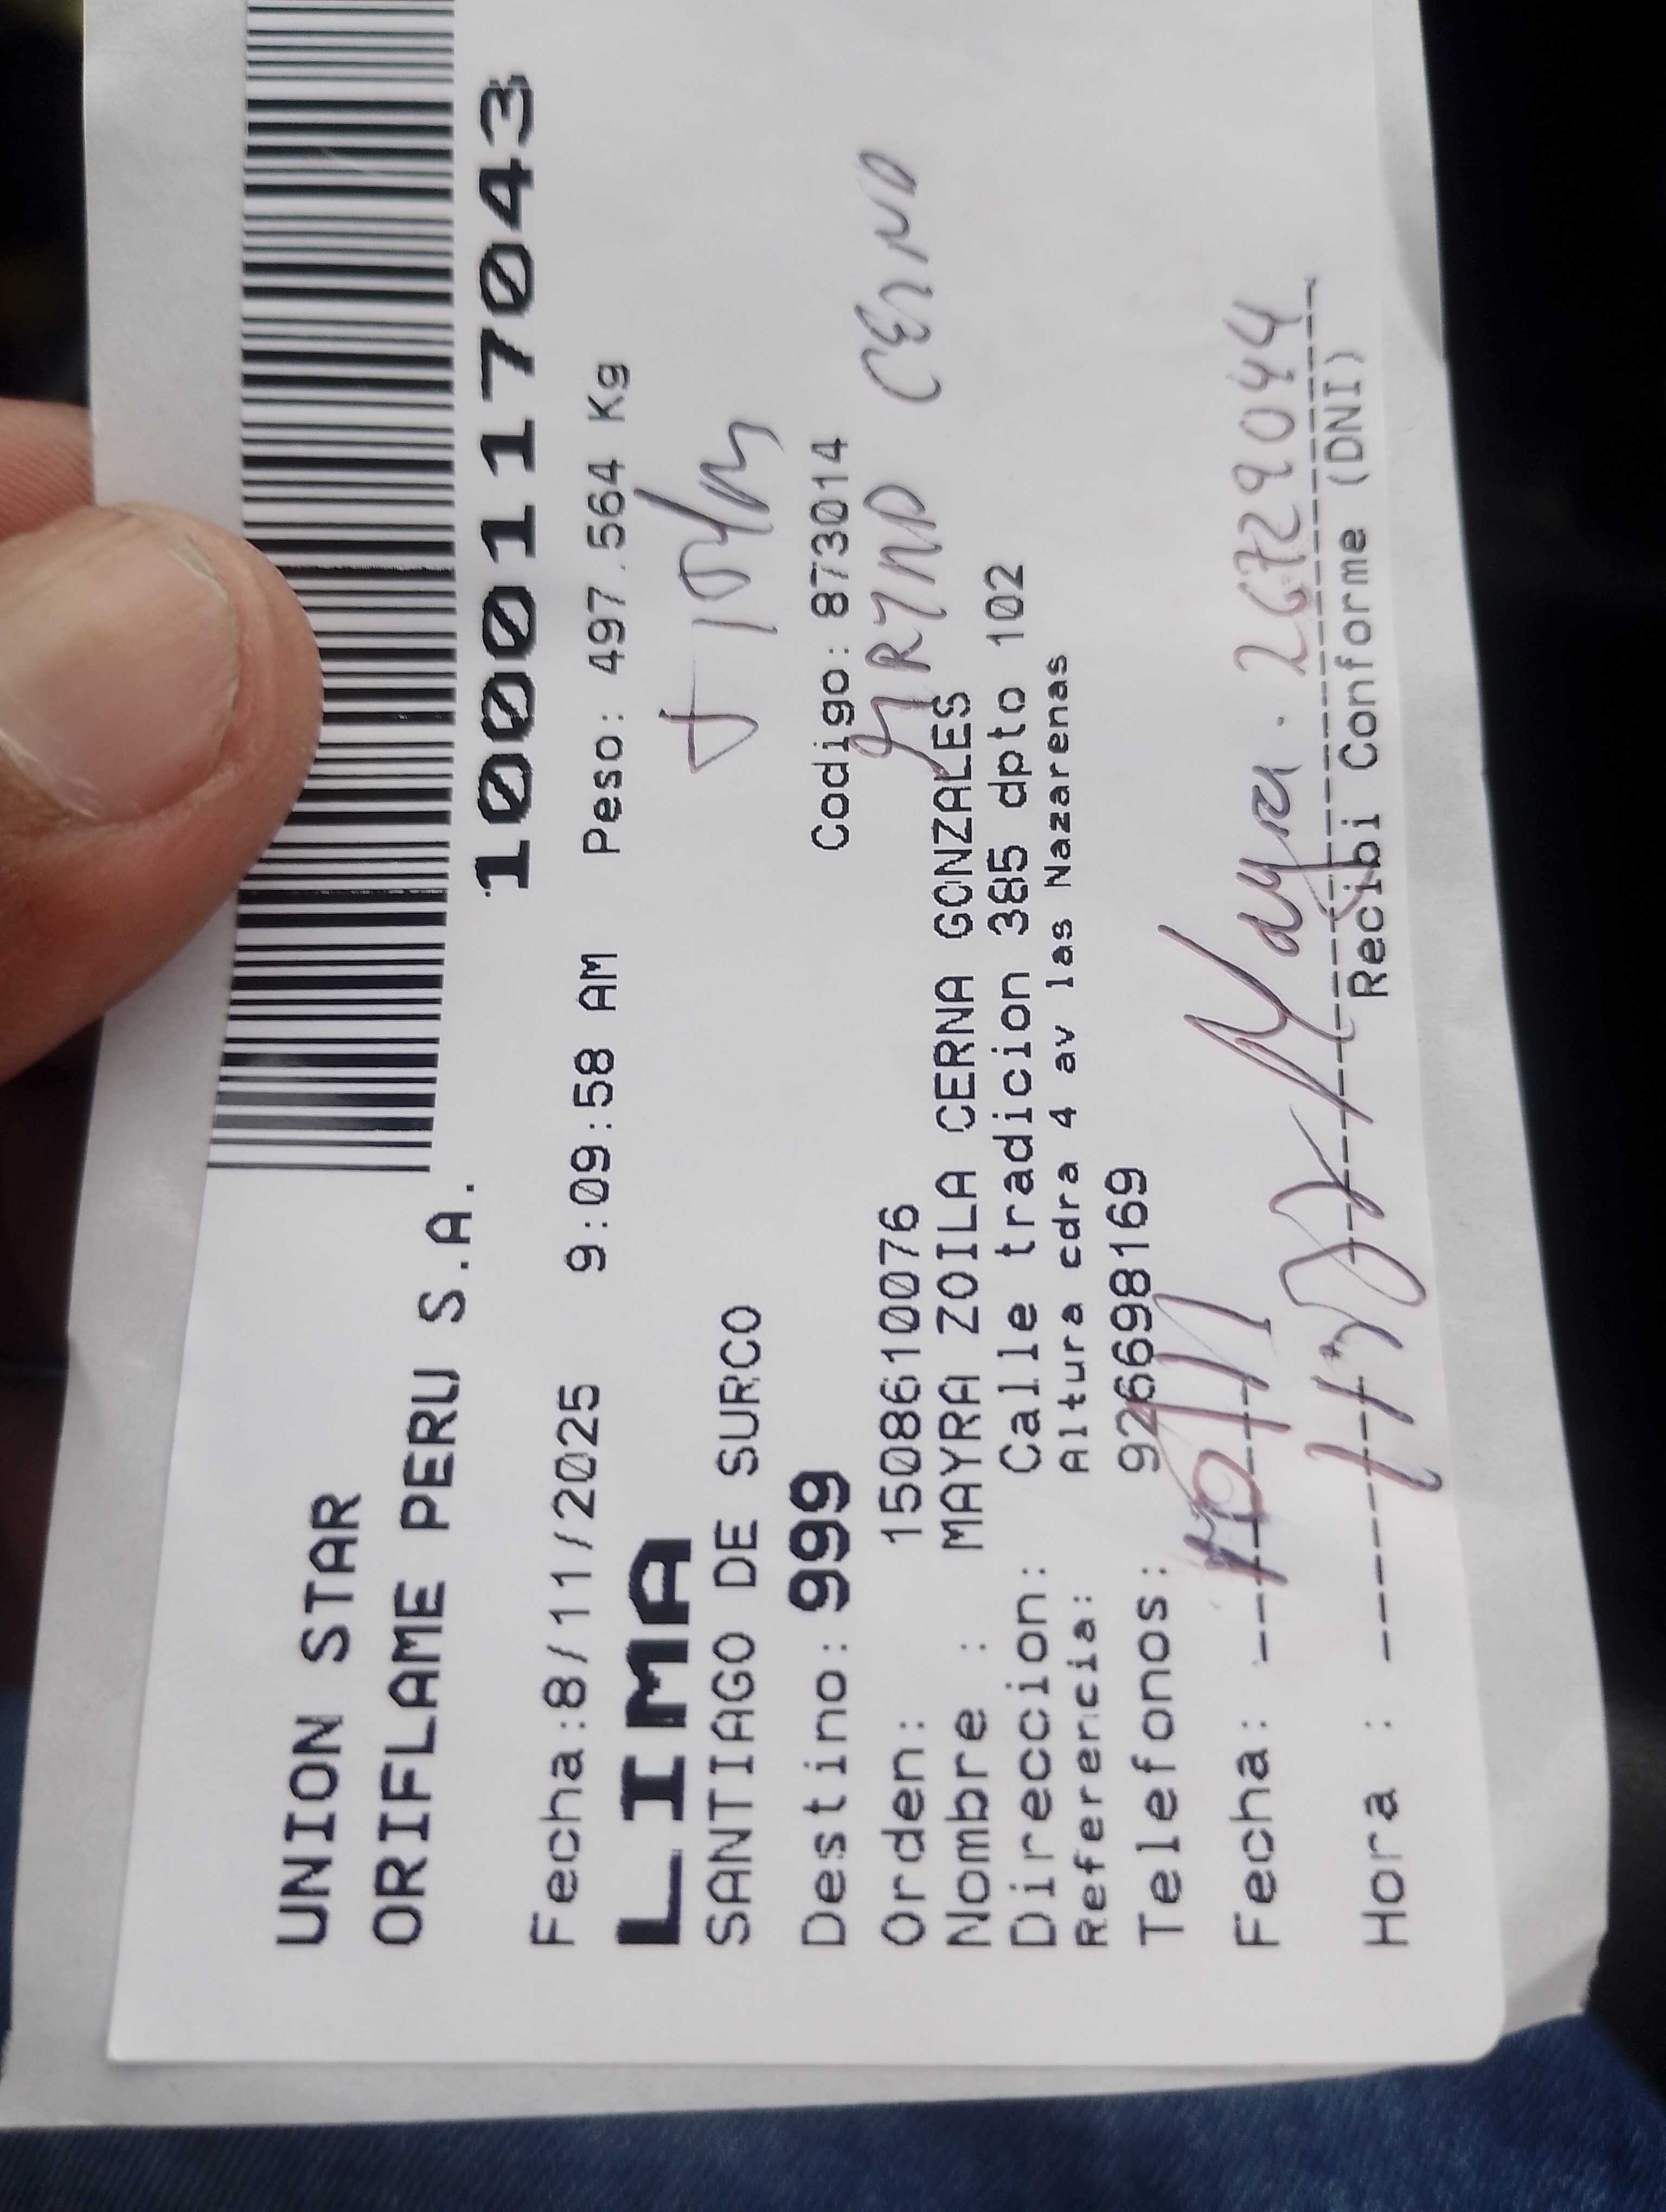 UNION STAR
ORIFLAME PERU S.A.
1000117043
Fecha:8/11/2025 9:09:58 AM Peso: 497.564 Kg
LIMA
SANTIAGO DE SURCO
Destino: 999 Codigo: 873014
CERNA
Orden: 1508610076
Nombre : MAYRA ZOILA CERNA GONZALES
Direccion: Calle tradicion 385 dpto 102
Referencia: Altura cdra 4 av las Nazarenas
Telefonos: 926698169
Fecha:
Mayra. 26729044
Hora :
Recibi Conforme (DNI)